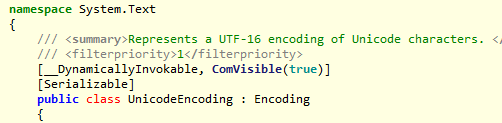 namespace System.Text
{
/// <summary>Represents a UTF-16 encoding of Unicode characters. </
/// <filterpriority>1</filterpriority>
[__DynamicallyInvokable, ComVisible(true)]
[Serializable]
public class UnicodeEncoding : Encoding
{